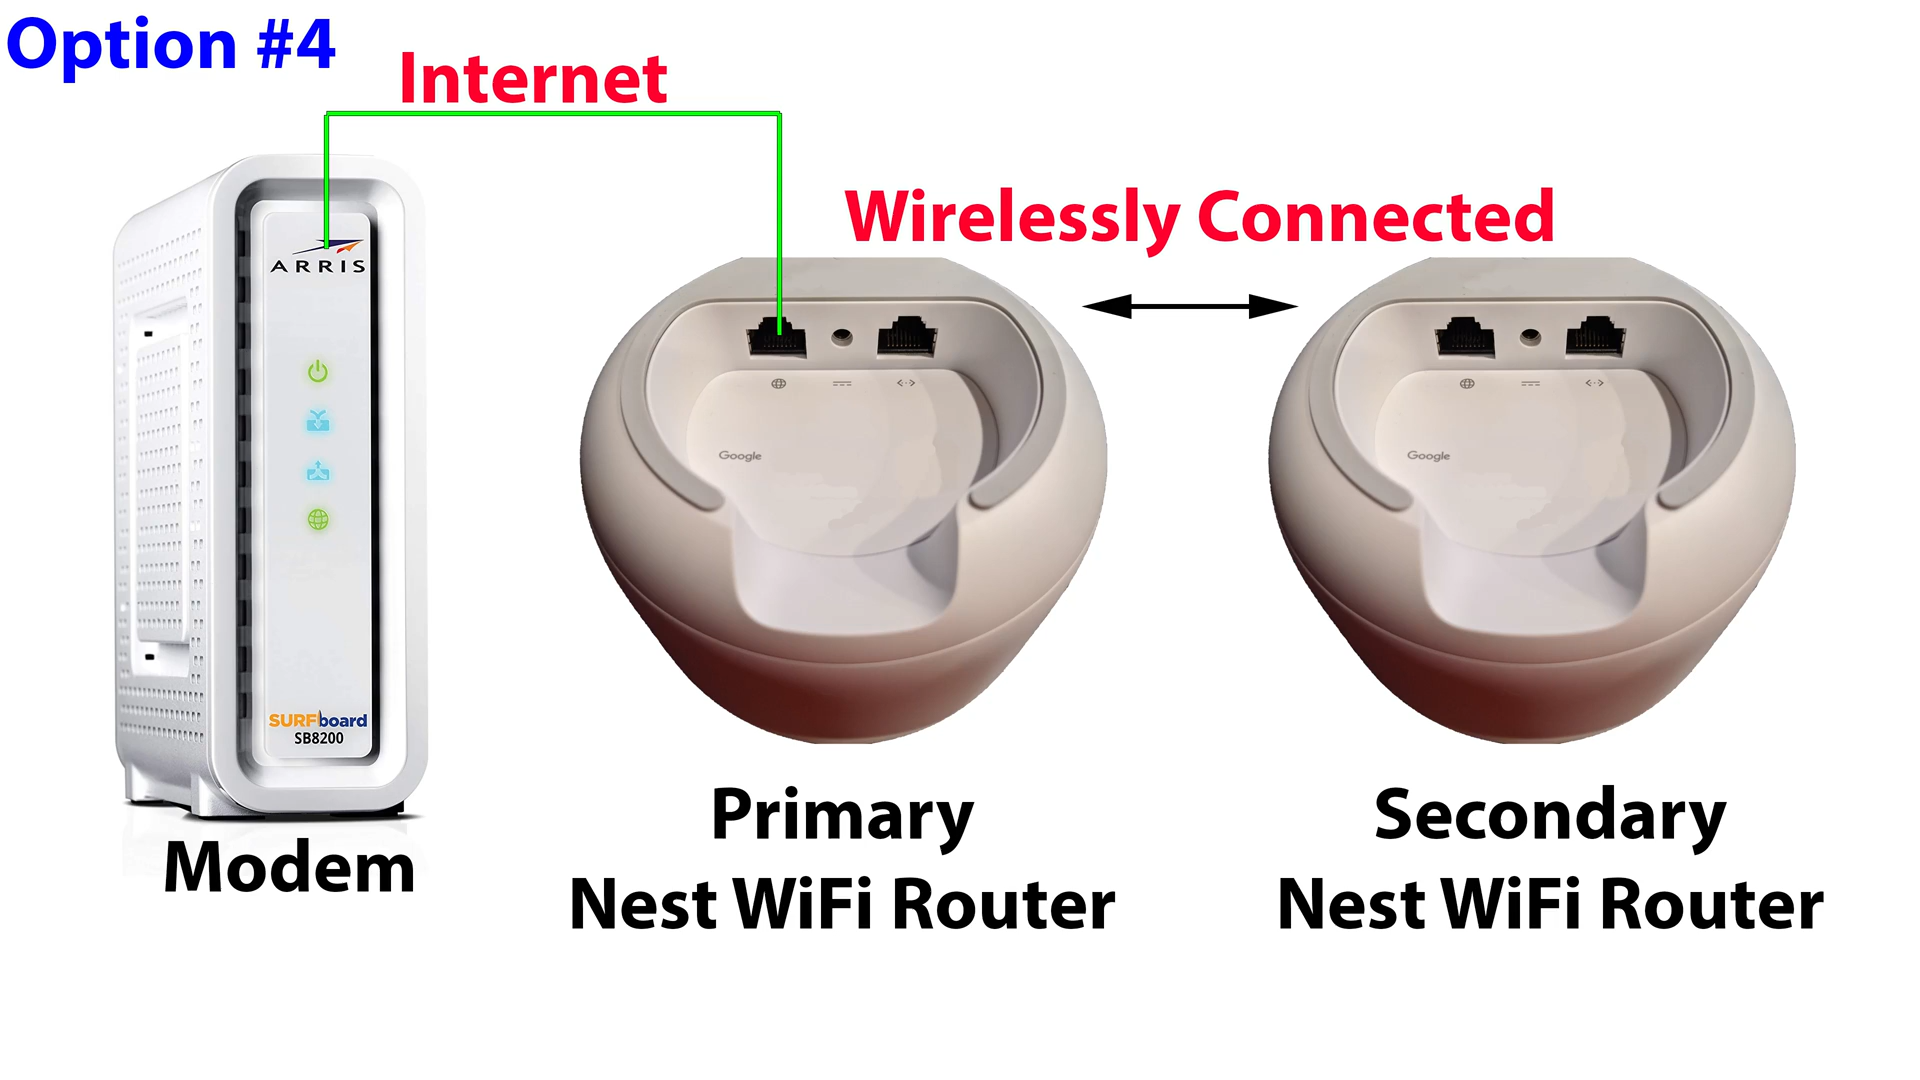 Option #4
Internet
Wirelessly Connected
ARRIS
Google
Google
SURFboard
SB8200
Modem
Primary
Nest WiFi Router
Secondary
Nest WiFi Router